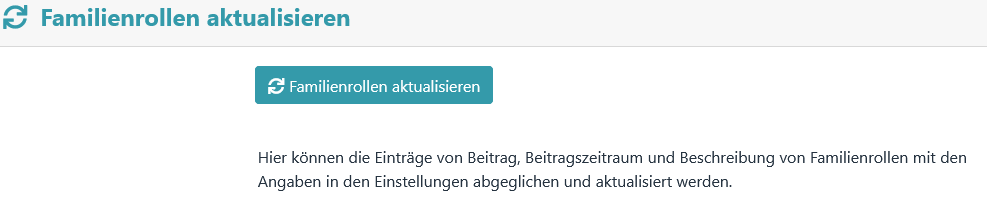 Familienrollen aktualisieren
Familienrollen aktualisieren
Hier können die Einträge von Beitrag, Beitragszeitraum und Beschreibung von Familienrollen mit den
Angaben in den Einstellungen abgeglichen und aktualisiert werden.